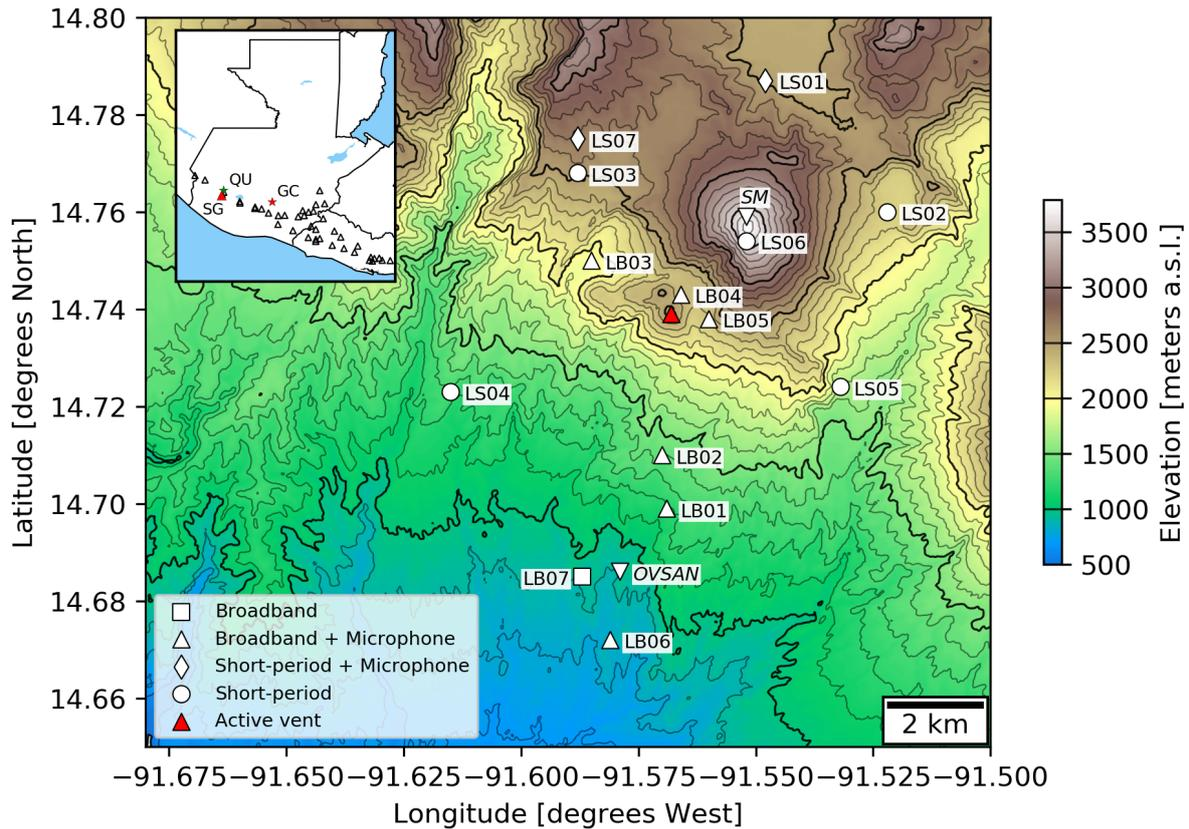 14.80
14.78
14.76
14.74
14.72
14.70
14.68
14.66
Latitude [degrees North]
QU
GC
SG
LS01
LS07
LS03
SM
LS02
LS06
LB03
LB04
LB05
LS04
LS05
LB02
LB01
LB07
OVSAN
LB06
Broadband
Broadband + Microphone
Short-period + Microphone
Short-period
Active vent
2 km
−91.675 −91.650 −91.625 −91.600 −91.575 −91.550 −91.525 −91.500
Longitude [degrees West]
3500
3000
2500
2000
1500
1000
500
Elevation [meters a.s.l.]